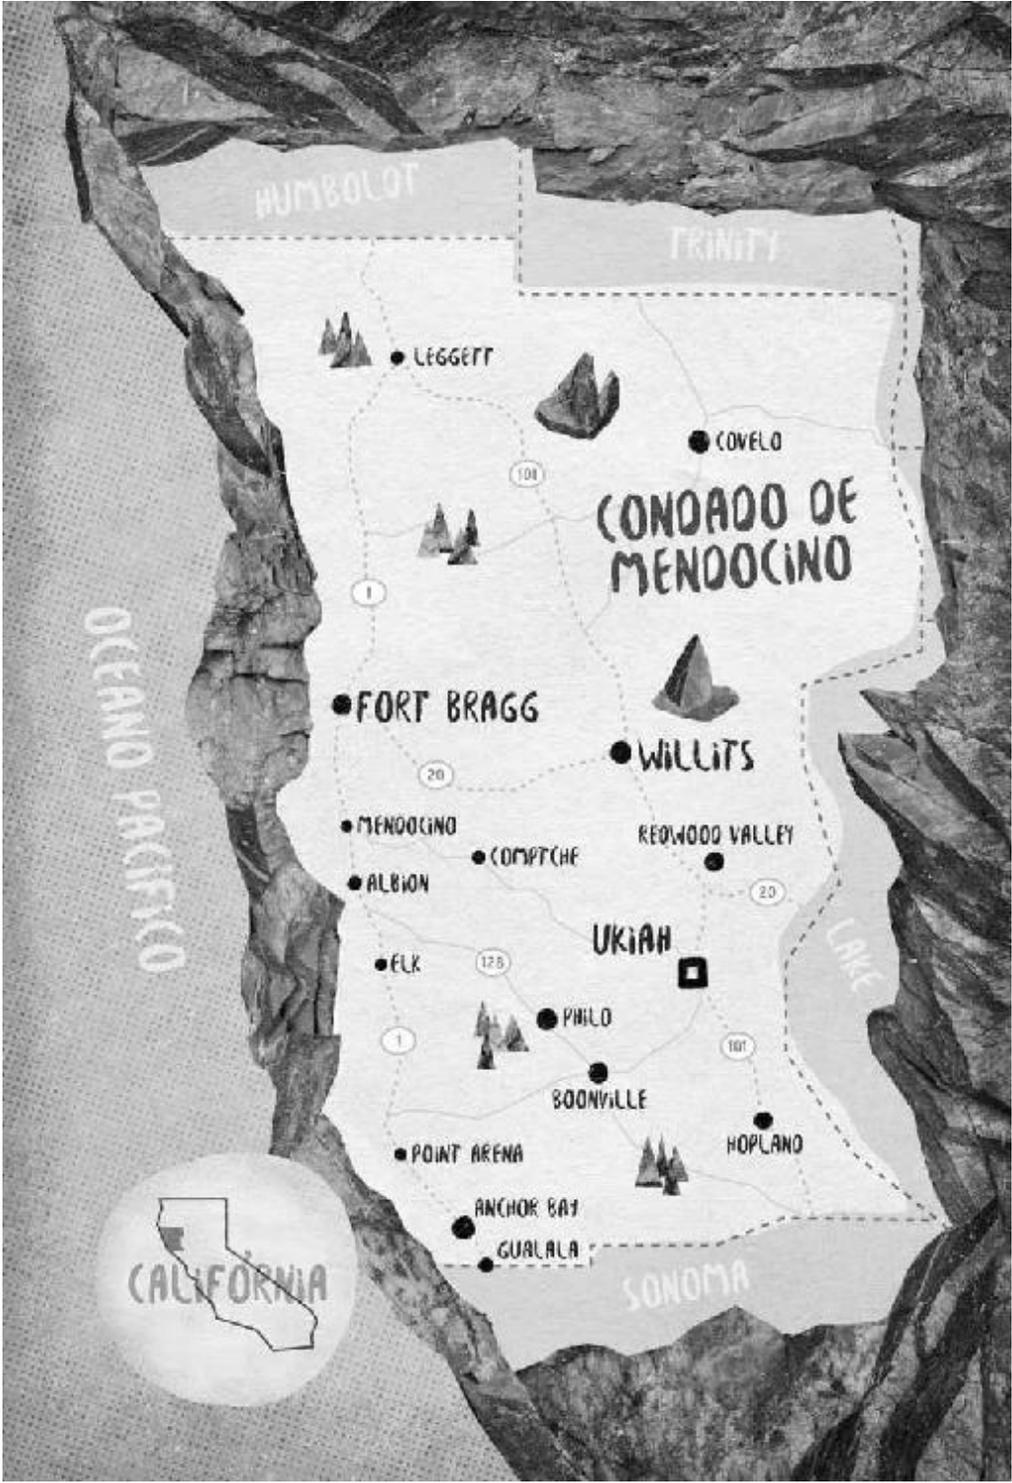 HUMBOLDT
TRiNiTY
LEGGETT
COVELO
101
CONDADO DE
MENDOCiNO
1
OCEANO PACIFICO
FORT BRAGG
WiLLiTS
20
MENDOCiNO
REDWOOD VALLEY
COMPTCHE
ALBiON
20
UKiAH
LAKE
ELK
128
PHiLO
1
101
BOONViLLE
HOPLAND
POiNT ARENA
ANCHOR BAY
GUALALA
CALiFORNiA
SONOMA